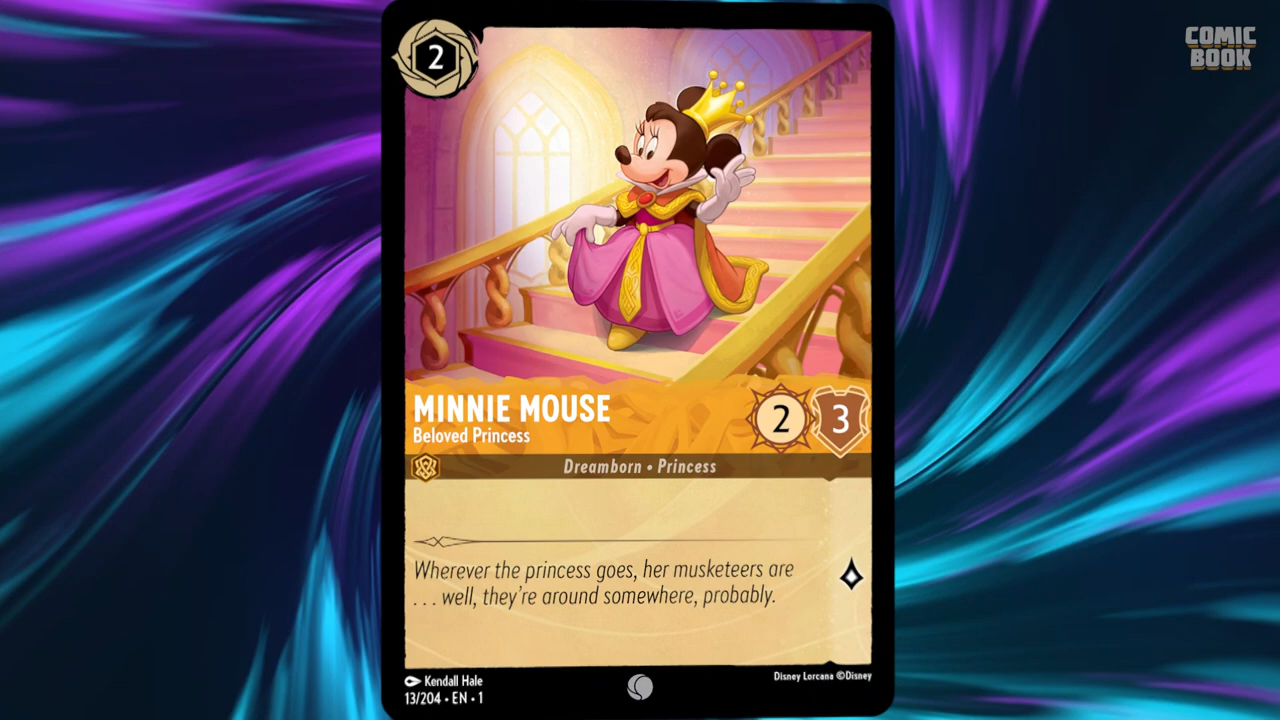 2
COMIC
BOOK
MINNIE MOUSE
Beloved Princess
2
3
Dreamborn • Princess
Wherever the princess goes, her musketeers are
. . . well, they're around somewhere, probably.
Kendall Hale
13/204 • EN • 1
Disney Lorcana ©Disney